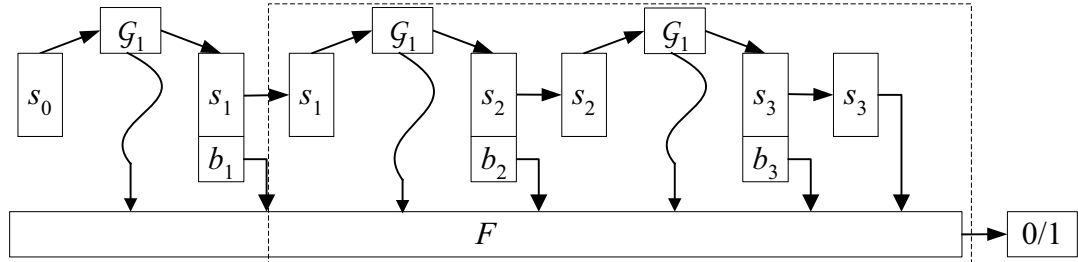 𝒢₁ 𝒢₁ 𝒢₁
s₀ s₁ s₁ s₂ s₂ s₃ s₃
b₁ b₂ b₃
F 0/1